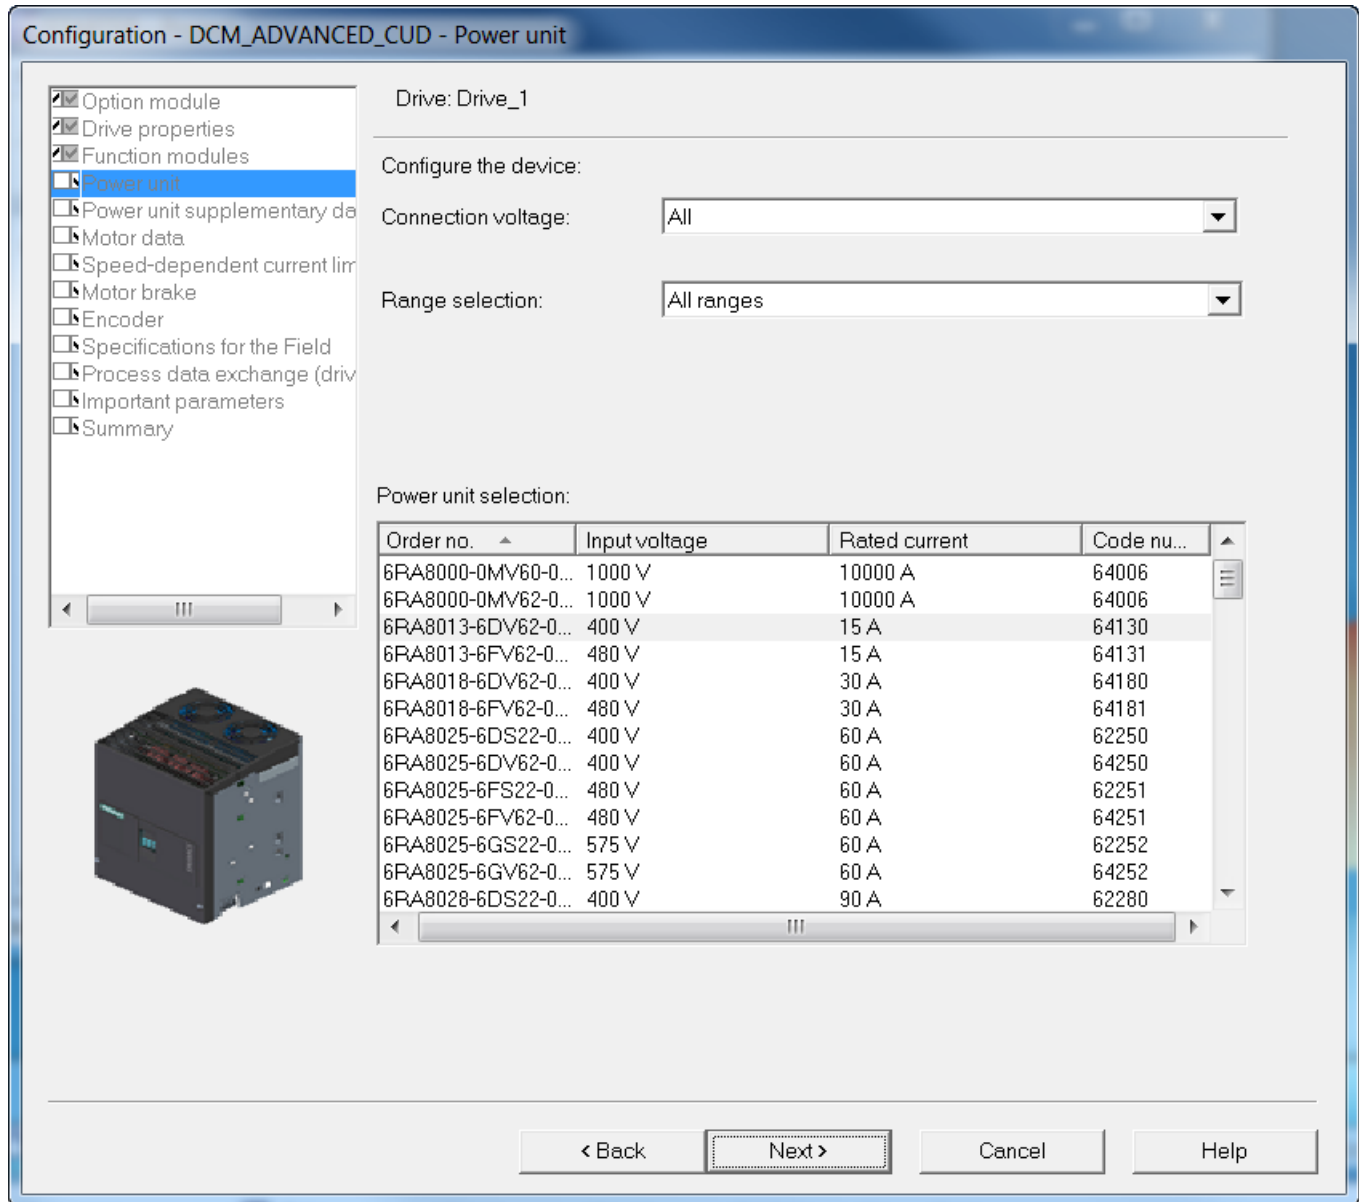 Configuration - DCM_ADVANCED_CUD - Power unit
Option module
Drive properties
Function modules
Power unit
Power unit supplementary da
Motor data
Speed-dependent current lim
Motor brake
Encoder
Specifications for the Field
Process data exchange (driv
Important parameters
Summary
Drive: Drive_1
Configure the device:
Connection voltage: All
Range selection: All ranges
Power unit selection:
Order no. Input voltage Rated current Code nu...
6RA8000-0MV60-0... 1000 V 10000 A 64006
6RA8000-0MV62-0... 1000 V 10000 A 64006
6RA8013-6DV62-0... 400 V 15 A 64130
6RA8013-6FV62-0... 480 V 15 A 64131
6RA8018-6DV62-0... 400 V 30 A 64180
6RA8018-6FV62-0... 480 V 30 A 64181
6RA8025-6DS22-0... 400 V 60 A 62250
6RA8025-6DV62-0... 400 V 60 A 64250
6RA8025-6FS22-0... 480 V 60 A 62251
6RA8025-6FV62-0... 480 V 60 A 64251
6RA8025-6GS22-0... 575 V 60 A 62252
6RA8025-6GV62-0... 575 V 60 A 64252
6RA8028-6DS22-0... 400 V 90 A 62280
< Back Next > Cancel Help